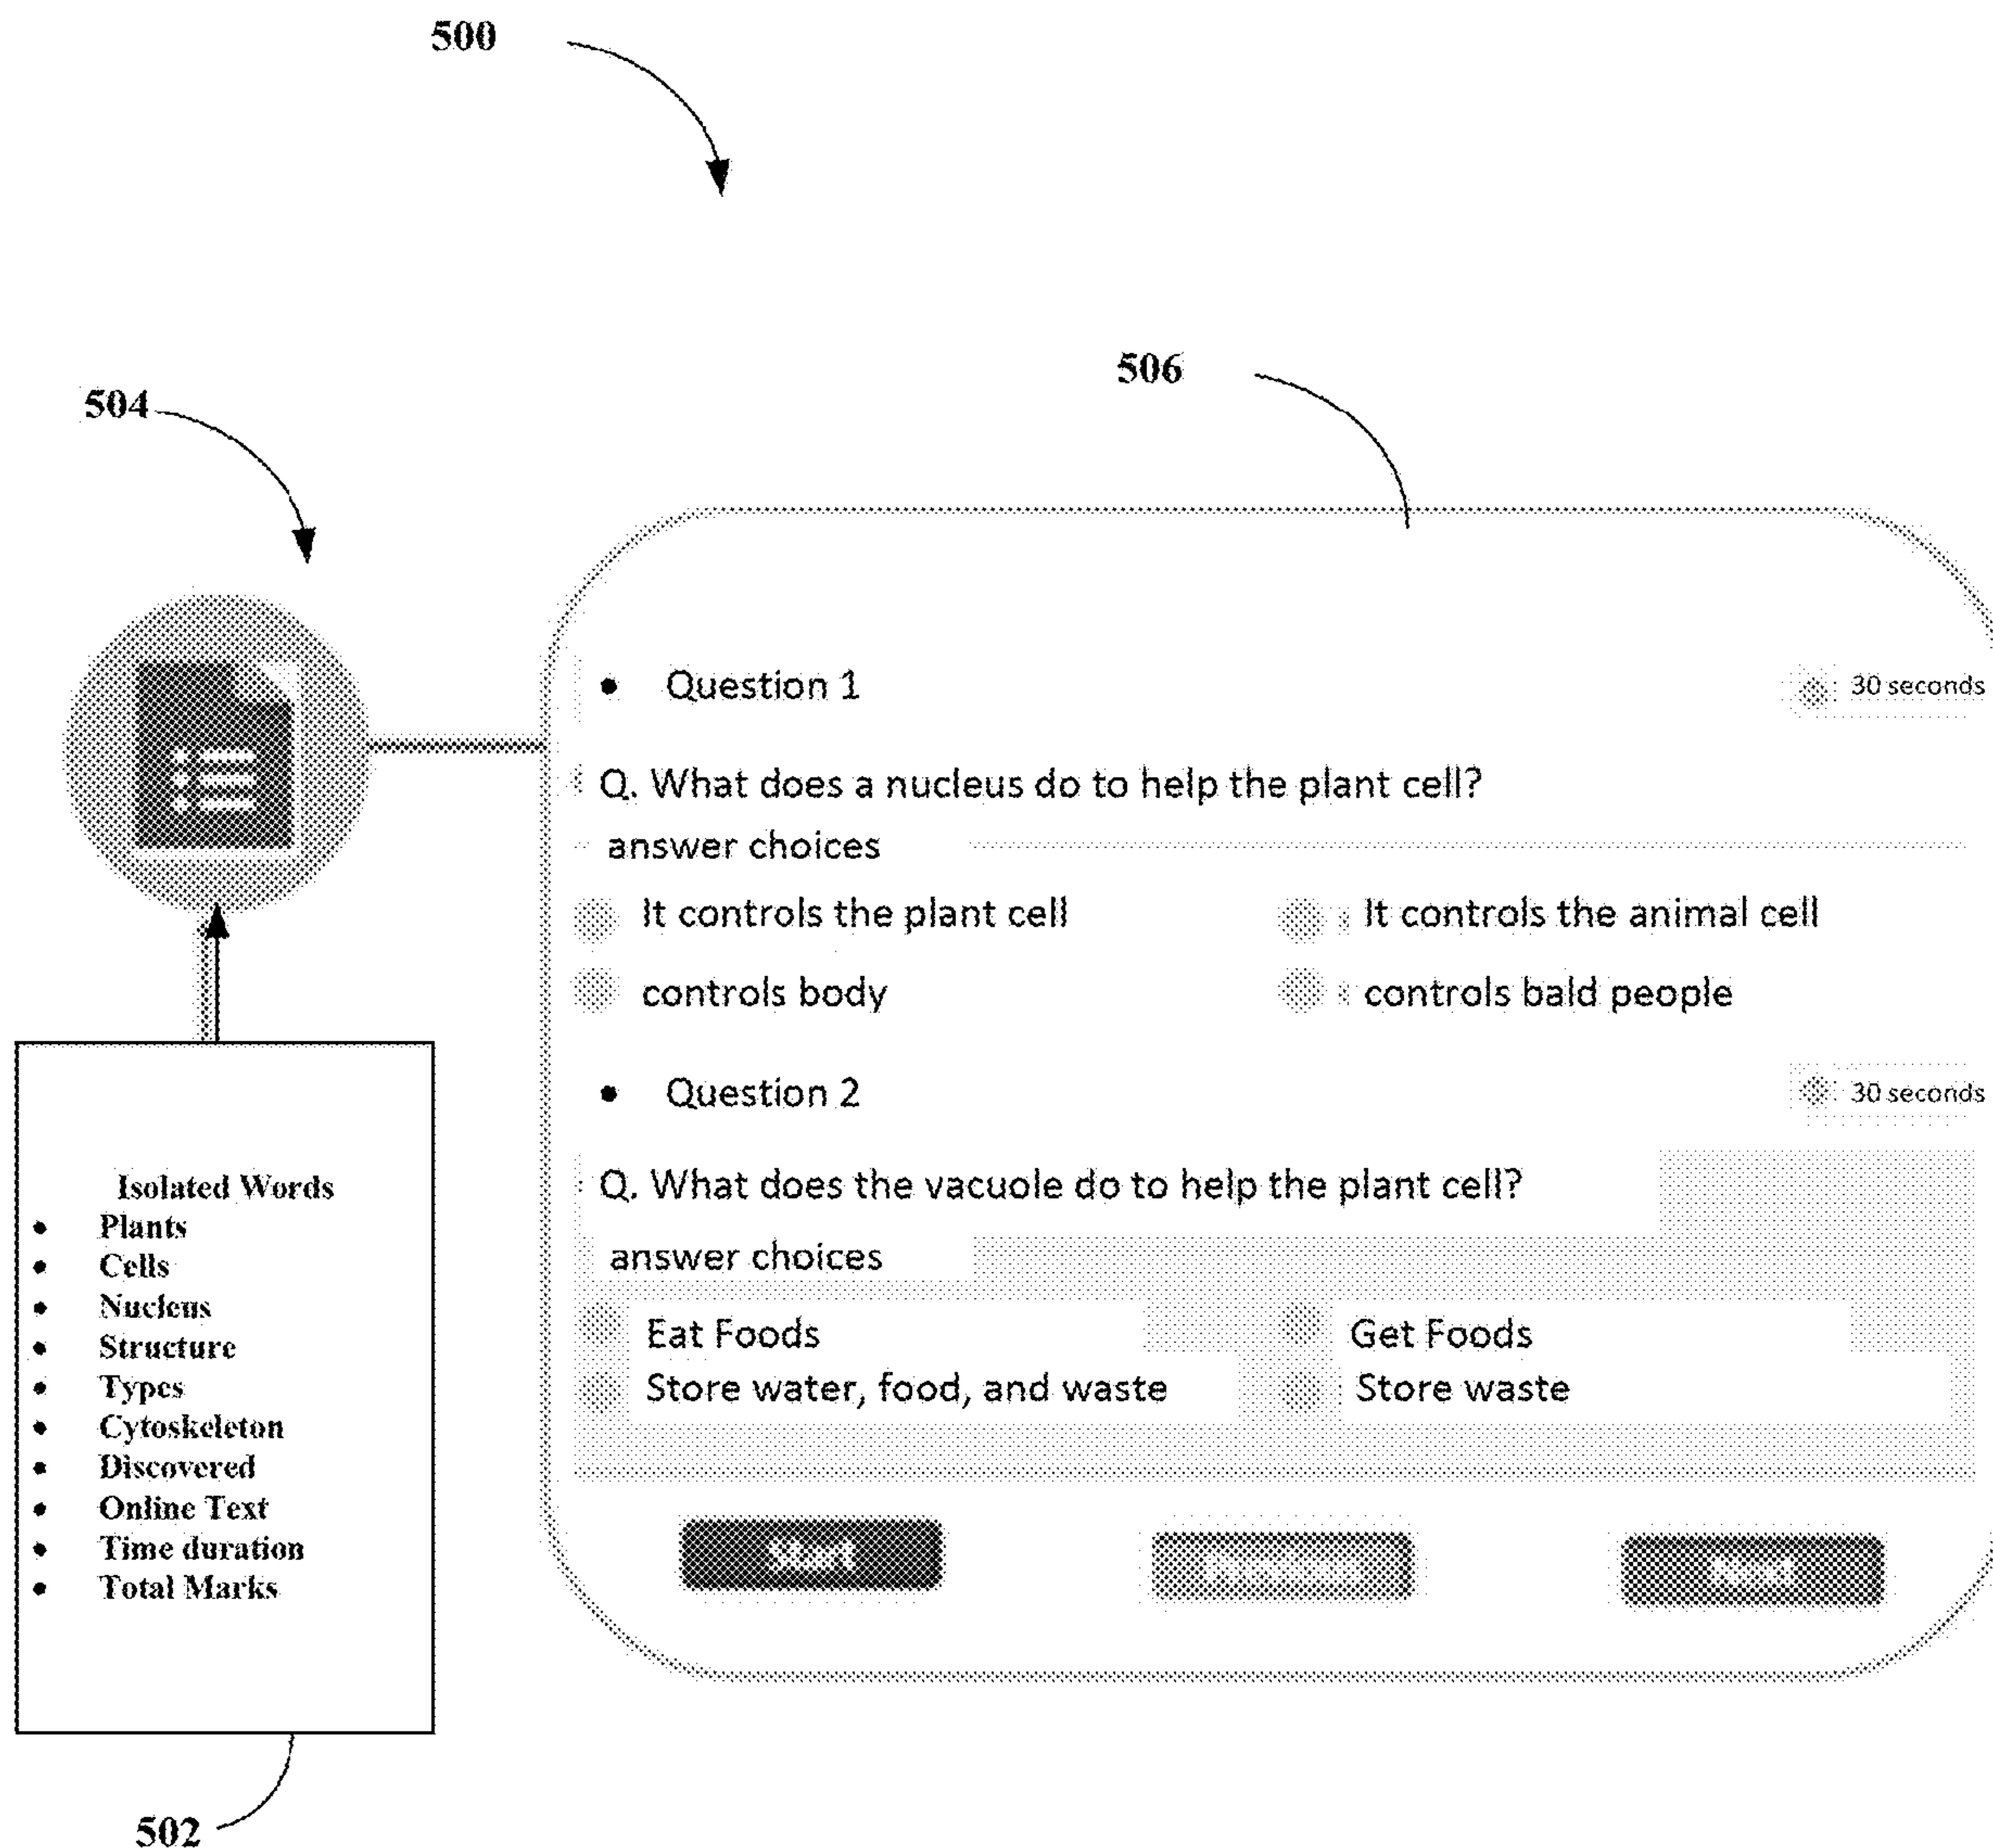 500
506
504
• Question 1
30 seconds
Q. What does a nucleus do to help the plant cell?
answer choices
It controls the plant cell
It controls the animal cell
controls body
controls bald people
• Question 2
30 seconds
Q. What does the vacuole do to help the plant cell?
answer choices
Eat Foods
Get Foods
Store water, food, and waste
Store waste
Start
Next
Isolated Words
• Plants
• Cells
• Nucleus
• Structure
• Types
• Cytoskeleton
• Discovered
• Online Text
• Time duration
• Total Marks
502